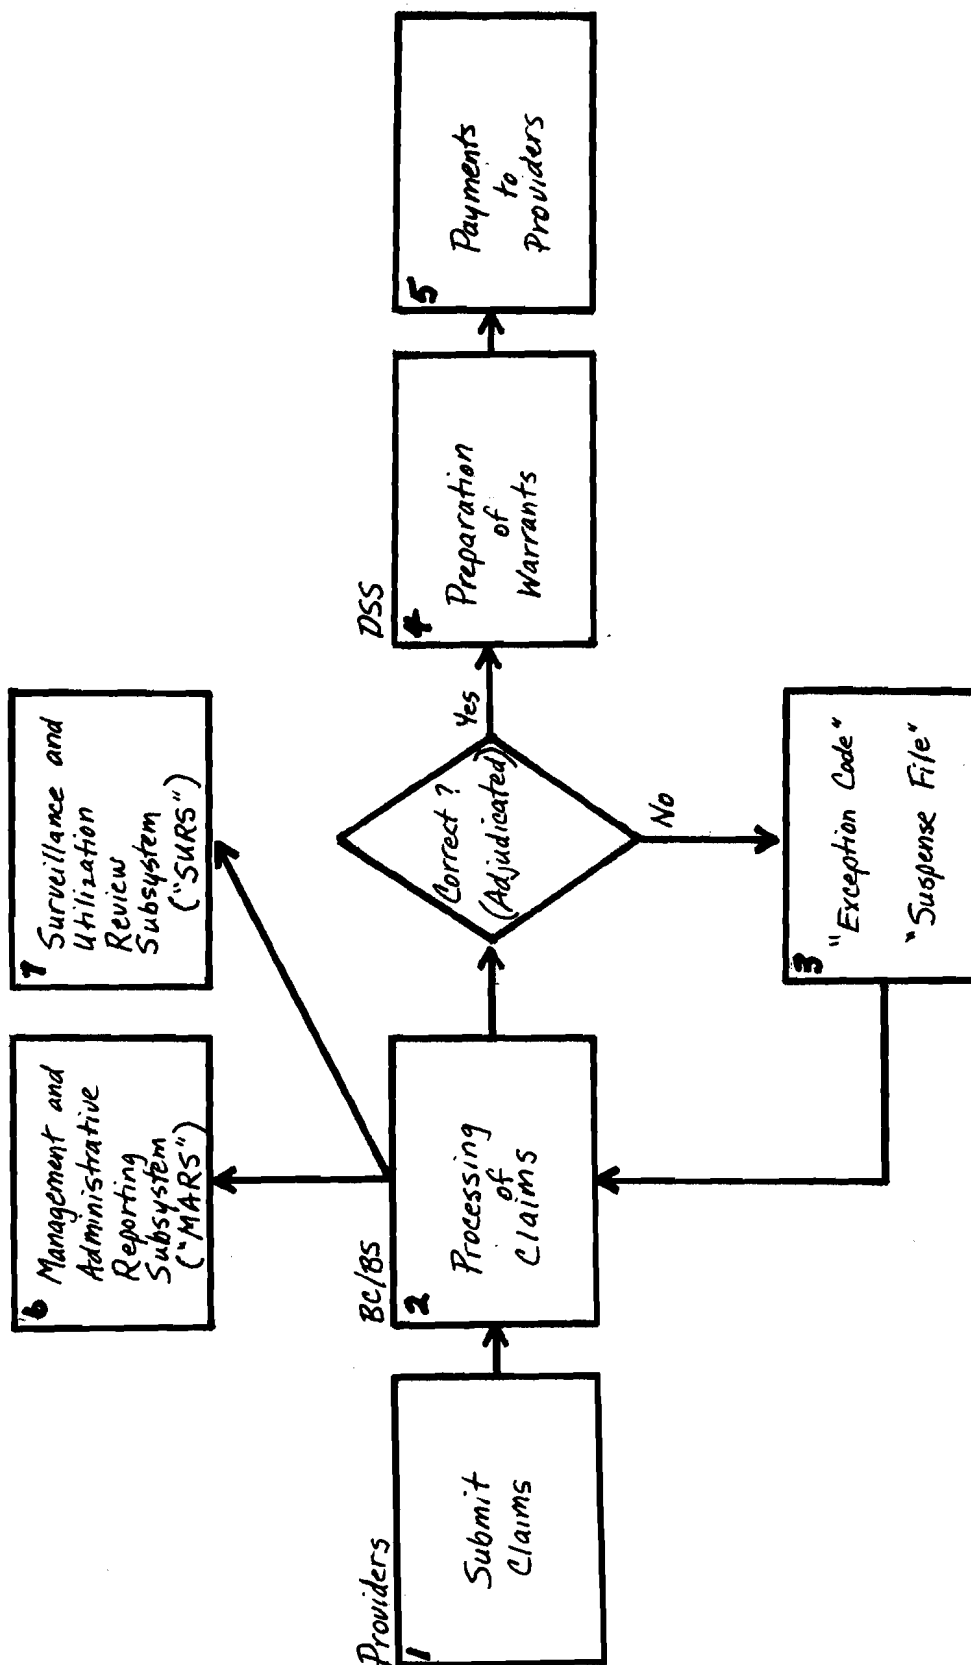 6 Management and
Administrative
Reporting
Subsystem
("MARS")
7 Surveillance and
Utilization
Review
Subsystem
("SURS")
Providers
1
Submit
Claims
BC/BS
2
Processing
of
Claims
Correct?
(Adjudicated)
Yes
No
DSS
4
Preparation
of
Warrants
5
Payments
to
Providers
3
"Exception Code"
"Suspense File"